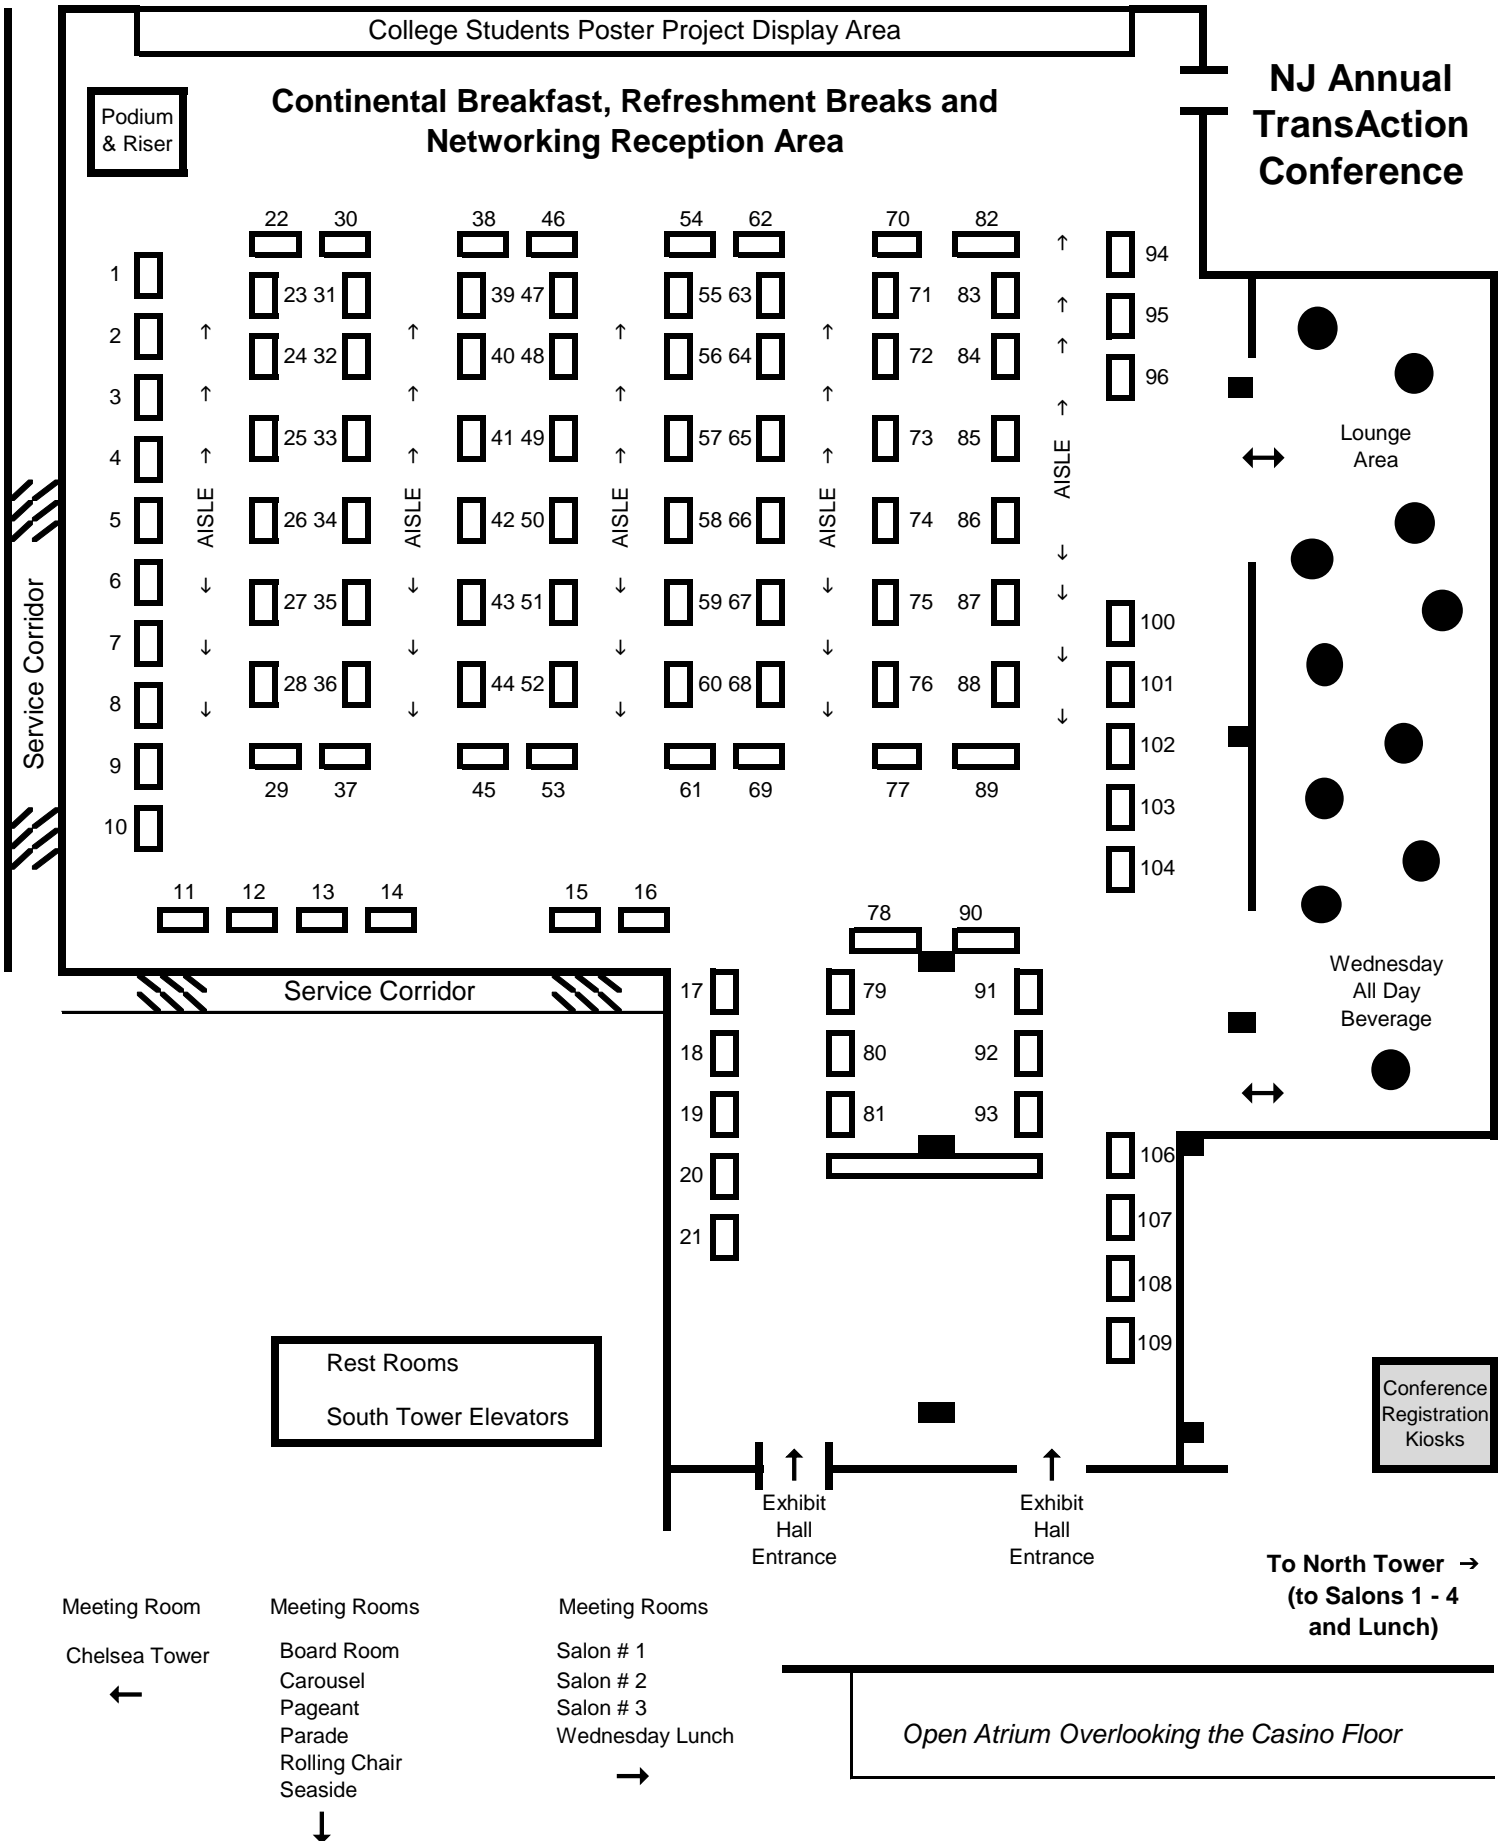 College Students Poster Project Display Area
NJ Annual
TransAction
Conference
Continental Breakfast, Refreshment Breaks and
Networking Reception Area
Podium
& Riser
22 30 38 46 54 62 70 82
1 23 31 39 47 55 63 71 83 ↑ 94
2 ↑ 24 32 ↑ 40 48 ↑ 56 64 ↑ 72 84 ↑ ↑ 95
3 ↑ ↑ ↑ ↑ ↑ 96
4 ↑ 25 33 ↑ 41 49 ↑ 57 65 ↑ 73 85
Lounge
Area
AISLE AISLE AISLE AISLE AISLE
5 26 34 42 50 58 66 74 86 ↓
6 ↓ 27 35 ↓ 43 51 ↓ 59 67 ↓ 75 87 ↓ 100
7 ↓ ↓ ↓ ↓ ↓
8 ↓ 28 36 ↓ 44 52 ↓ 60 68 ↓ 76 88 ↓ 101
Service Corridor
9 102
29 37 45 53 61 69 77 89
10 103
104
11 12 13 14 15 16
78 90
Wednesday
All Day
Beverage
Service Corridor
17 79 91
18 80 92
19 81 93
20 106
21 107
108
109
Rest Rooms
South Tower Elevators
Conference
Registration
Kiosks
↑ ↑
Exhibit
Hall
Entrance
Exhibit
Hall
Entrance
To North Tower →
(to Salons 1 - 4
and Lunch)
Meeting Room
Chelsea Tower
←
Meeting Rooms
Board Room
Carousel
Pageant
Parade
Rolling Chair
Seaside
↓
Meeting Rooms
Salon # 1
Salon # 2
Salon # 3
Wednesday Lunch
→
Open Atrium Overlooking the Casino Floor